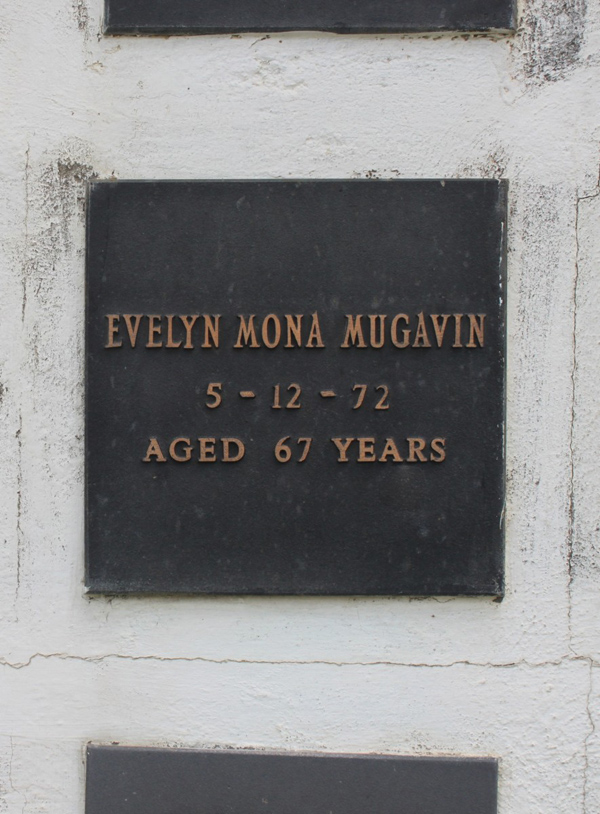 EVELYN MONA MUGAVIN
5 - 12 - 72
AGED 67 YEARS